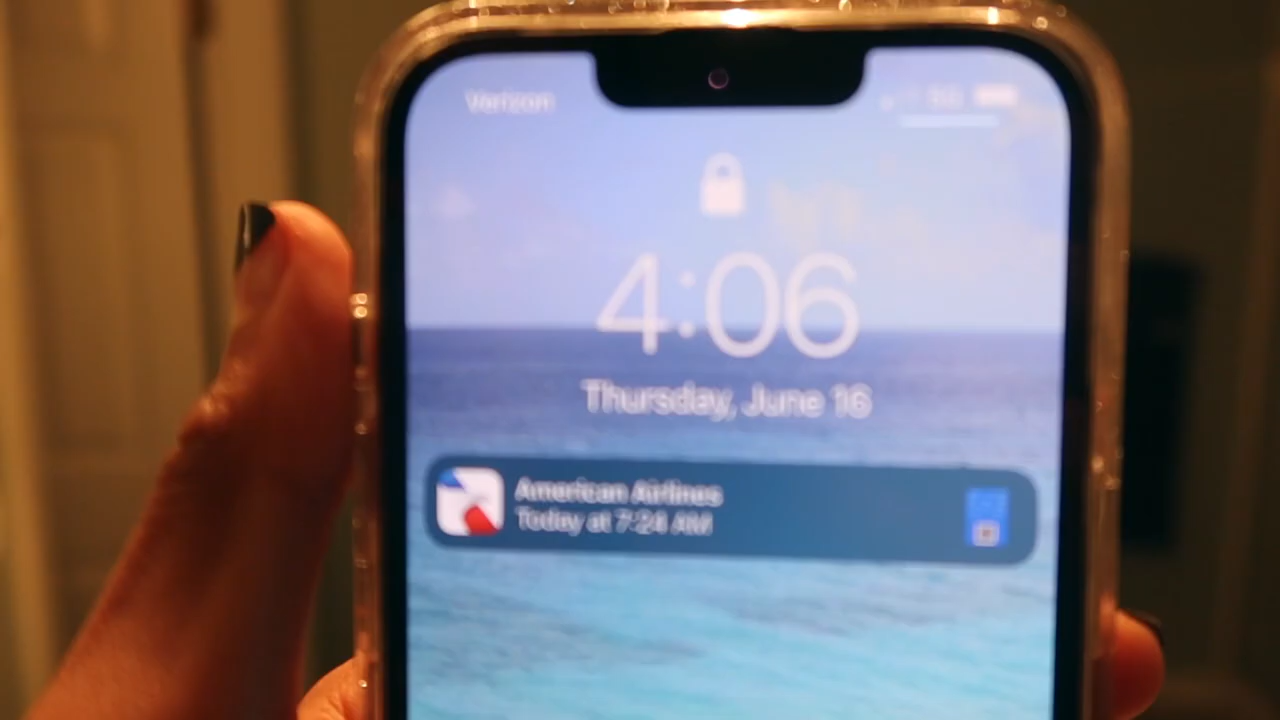 Verizon
4:06
Thursday, June 16
American Airlines
Today at 7:24 AM